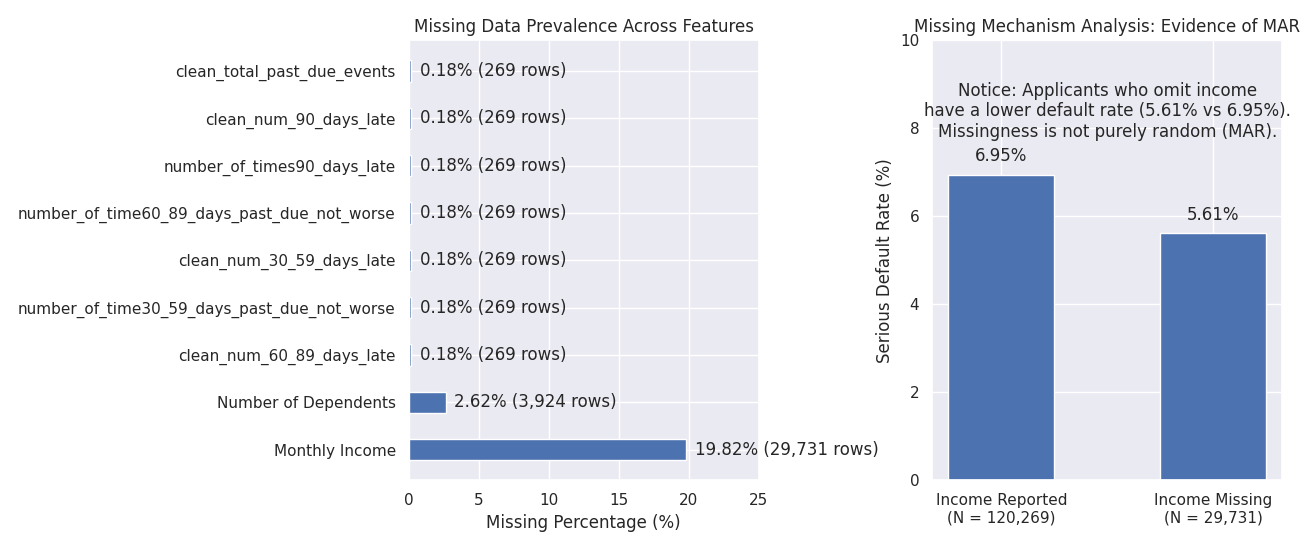 Missing Data Prevalence Across Features
clean_total_past_due_events
0.18% (269 rows)
clean_num_90_days_late
0.18% (269 rows)
number_of_times90_days_late
0.18% (269 rows)
number_of_time60_89_days_past_due_not_worse
0.18% (269 rows)
clean_num_30_59_days_late
0.18% (269 rows)
number_of_time30_59_days_past_due_not_worse
0.18% (269 rows)
clean_num_60_89_days_late
0.18% (269 rows)
Number of Dependents
2.62% (3,924 rows)
Monthly Income
19.82% (29,731 rows)
0 5 10 15 20 25
Missing Percentage (%)
Missing Mechanism Analysis: Evidence of MAR
10
8
6
4
2
0
Serious Default Rate (%)
Notice: Applicants who omit income
have a lower default rate (5.61% vs 6.95%).
Missingness is not purely random (MAR).
6.95%
5.61%
Income Reported
(N = 120,269)
Income Missing
(N = 29,731)